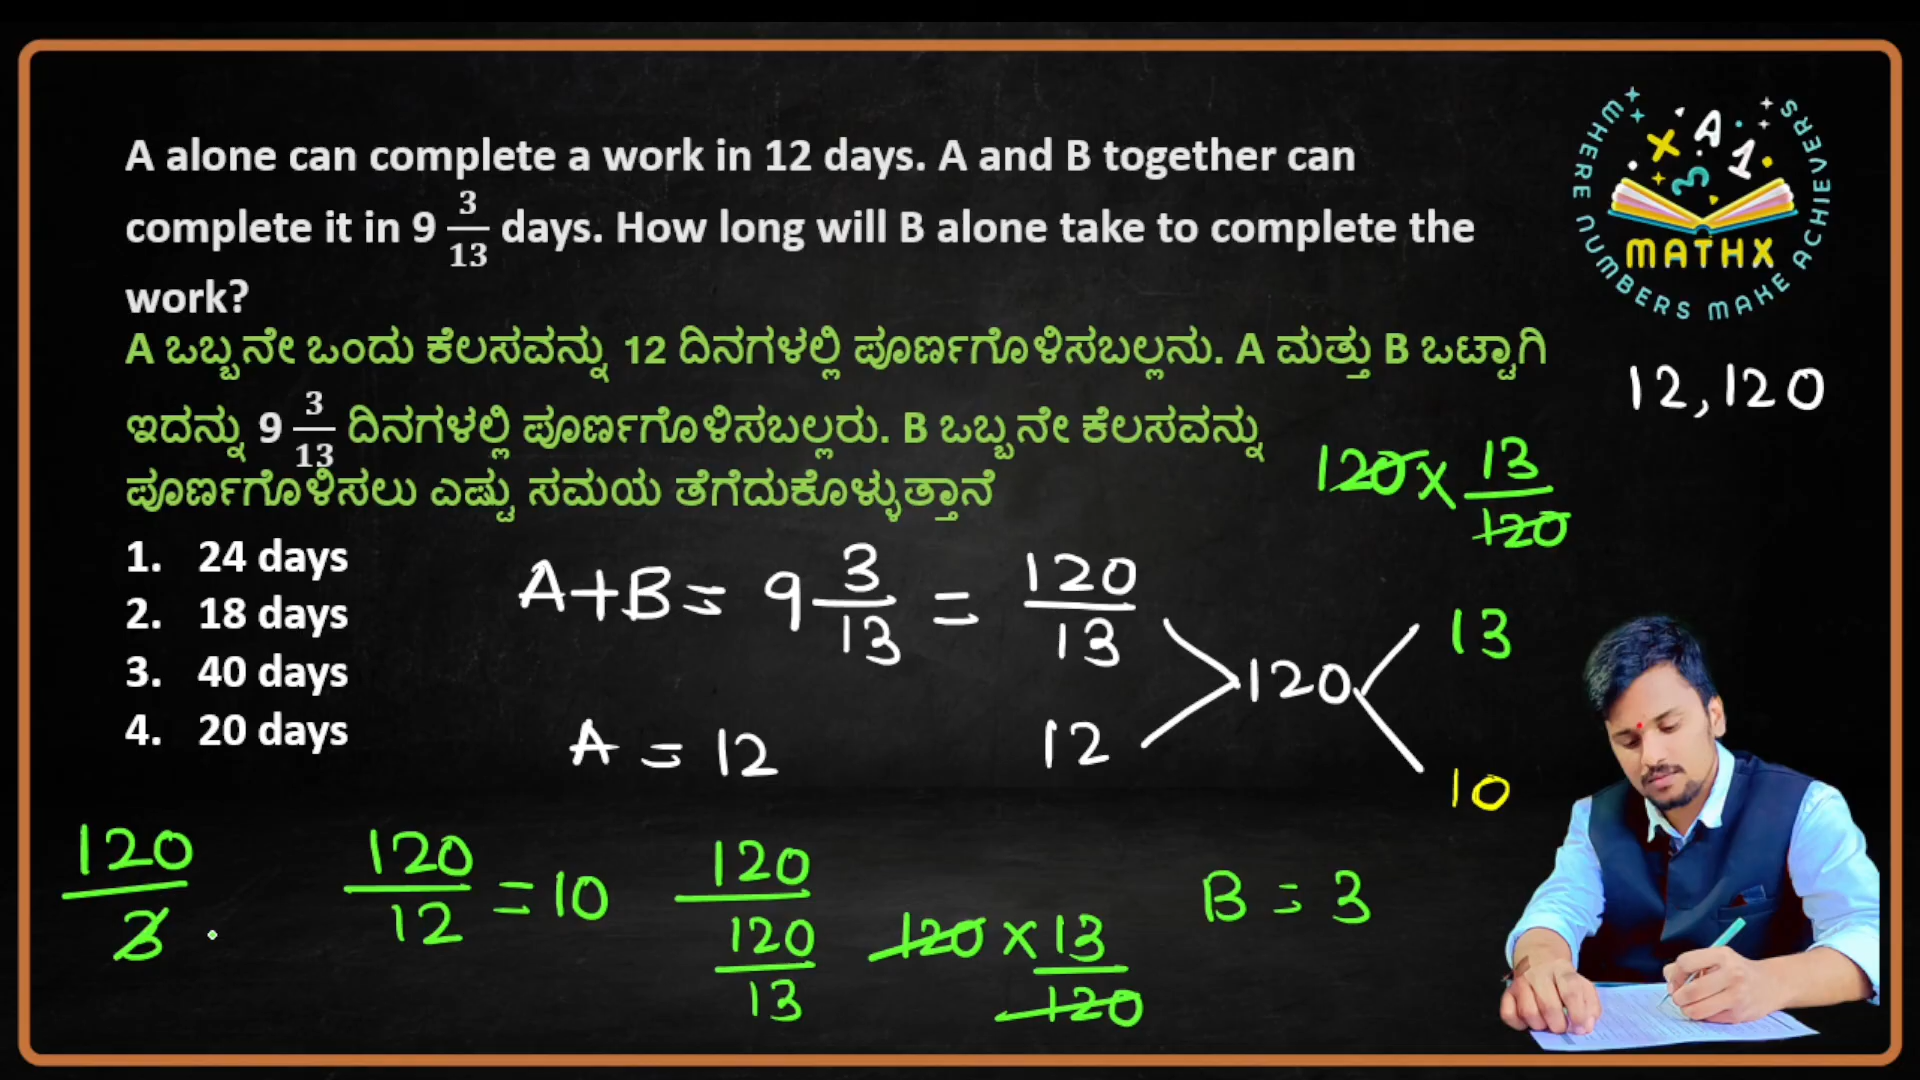 A alone can complete a work in 12 days. A and B together can
complete it in 9 3/13 days. How long will B alone take to complete the
work?
A ಒಬ್ಬನೇ ಒಂದು ಕೆಲಸವನ್ನು 12 ದಿನಗಳಲ್ಲಿ ಪೂರ್ಣಗೊಳಿಸಬಲ್ಲನು. A ಮತ್ತು B ಒಟ್ಟಾಗಿ
ಇದನ್ನು 9 3/13 ದಿನಗಳಲ್ಲಿ ಪೂರ್ಣಗೊಳಿಸಬಲ್ಲರು. B ಒಬ್ಬನೇ ಕೆಲಸವನ್ನು
ಪೂರ್ಣಗೊಳಿಸಲು ಎಷ್ಟು ಸಮಯ ತೆಗೆದುಕೊಳ್ಳುತ್ತಾನೆ
1. 24 days
2. 18 days
3. 40 days
4. 20 days
WHERE NUMBERS MAKE ACHIEVERS
MATHX
12, 120
120 x 13/120
A+B = 9 3/13 = 120/13
A = 12
12
120
13
10
120/3
120/12 = 10
120/(120/13)
120 x 13/120
B = 3